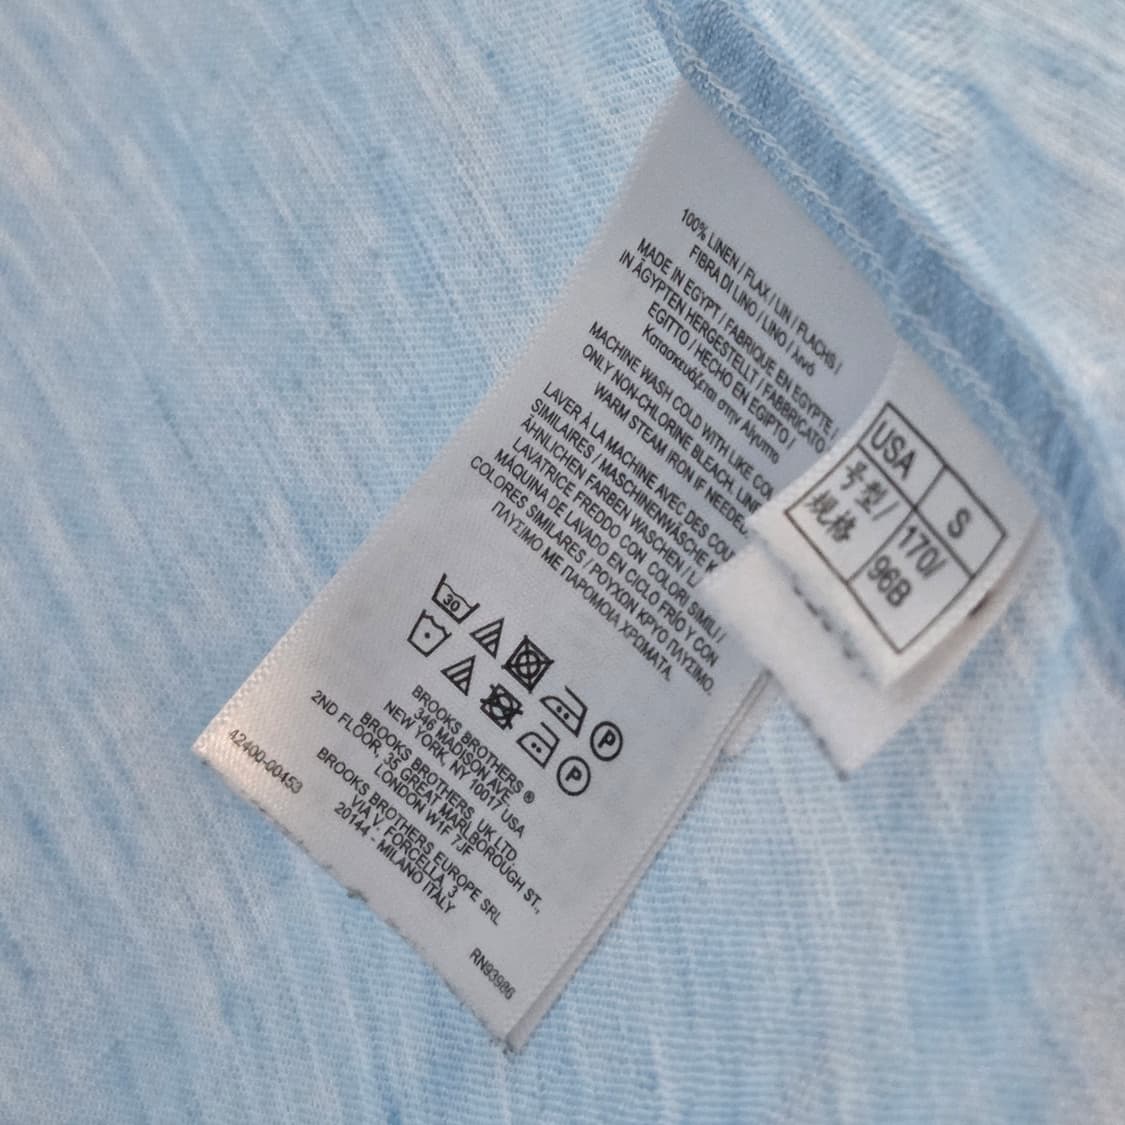 100% LINEN / FLAX / LIN / FLACHS /
FIBRA DI LINO / LINO / λινό
MADE IN EGYPT / FABRIQUE EN EGYPTE /
IN ÄGYPTEN HERGESTELLT / FABBRICATO
EGITTO / HECHO EN EGIPTO /
Κατασκευάζεται στην Αίγυπτο
MACHINE WASH COLD WITH LIKE
ONLY NON-CHLORINE BLEACH,
WARM STEAM IRON IF
LAVER À LA MACHINE AVEC DES
SIMILAIRES / MASCHINENWÄSCHE
ÄHNLICHEN FARBEN WASCHEN /
LAVATRICE FREDDO CON COLORI SIMILI /
MÁQUINA DE LAVADO EN CICLO FRÍO Y CON
COLORES SIMILARES / ΡΟΥΧΩΝ ΚΡΥΟ ΠΛΥΣΙΜΟ.
ΠΛΥΣΙΜΟ ΜΕ ΠΑΡΟΜΟΙΑ ΧΡΩΜΑΤΑ.
30 P
P
BROOKS BROTHERS ®
346 MADISON AVE.
NEW YORK, NY 10017 USA
BROOKS BROTHERS, UK LTD.
2ND FLOOR, 35 GREAT MARLBOROUGH ST.,
LONDON W1F 7JF
BROOKS BROTHERS EUROPE SRL
VIA V. FORCELLA, 3
20144 - MILANO ITALY
42400-00453
RN93986
USA S
号型/ 170/
规格 96B